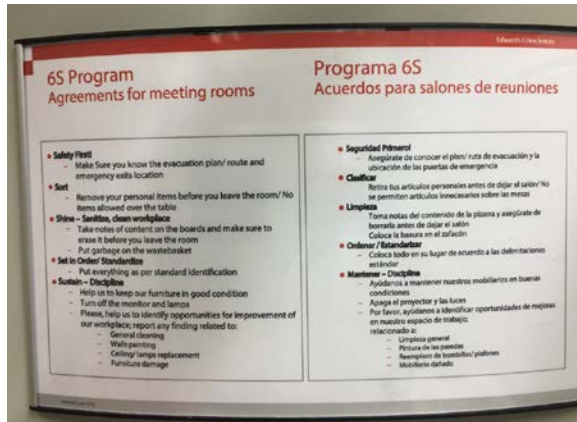 Edwards Lifesciences
6S Program
Agreements for meeting rooms
Safety First!
– Make Sure you know the evacuation plan/ route and
emergency exits location
Sort
– Remove your personal items before you leave the room/ No
items allowed over the table
Shine – Sanitize, clean workplace
– Take notes of content on the boards and make sure to
erase it before you leave the room
– Put garbage on the wastebasket
Set in Order/ Standardize
– Put everything as per standard identification
Sustain – Discipline
– Help us to keep our furniture in good condition
– Turn off the monitor and lamps
– Please, help us to identify opportunities for improvement of
our workplace; report any finding related to:
– General cleaning
– Walls painting
– Ceiling/ lamps replacement
– Furniture damage
Programa 6S
Acuerdos para salones de reuniones
Seguridad Primero!
– Asegúrate de conocer el plan/ ruta de evacuación y la
ubicación de las puertas de emergencia
Clasificar
Retira tus artículos personales antes de dejar el salón/ No
se permiten artículos innecesarios sobre las mesas
Limpieza
Toma notas del contenido de la pizarra y asegúrate de
borrarla antes de dejar el salón
Coloca la basura en el zafacón
Ordenar / Estandarizar
– Coloca todo en su lugar de acuerdo a las delimitaciones
estándar
Mantener – Disciplina
– Ayúdanos a mantener nuestros mobiliarios en buenas
condiciones
– Apaga el proyector y las luces
– Por favor, ayúdanos a identificar oportunidades de mejoras
en nuestro espacio de trabajo;
relacionado a:
– Limpieza general
– Pintura de las paredes
– Reemplazo de bombillas/ plafones
– Mobiliario dañado